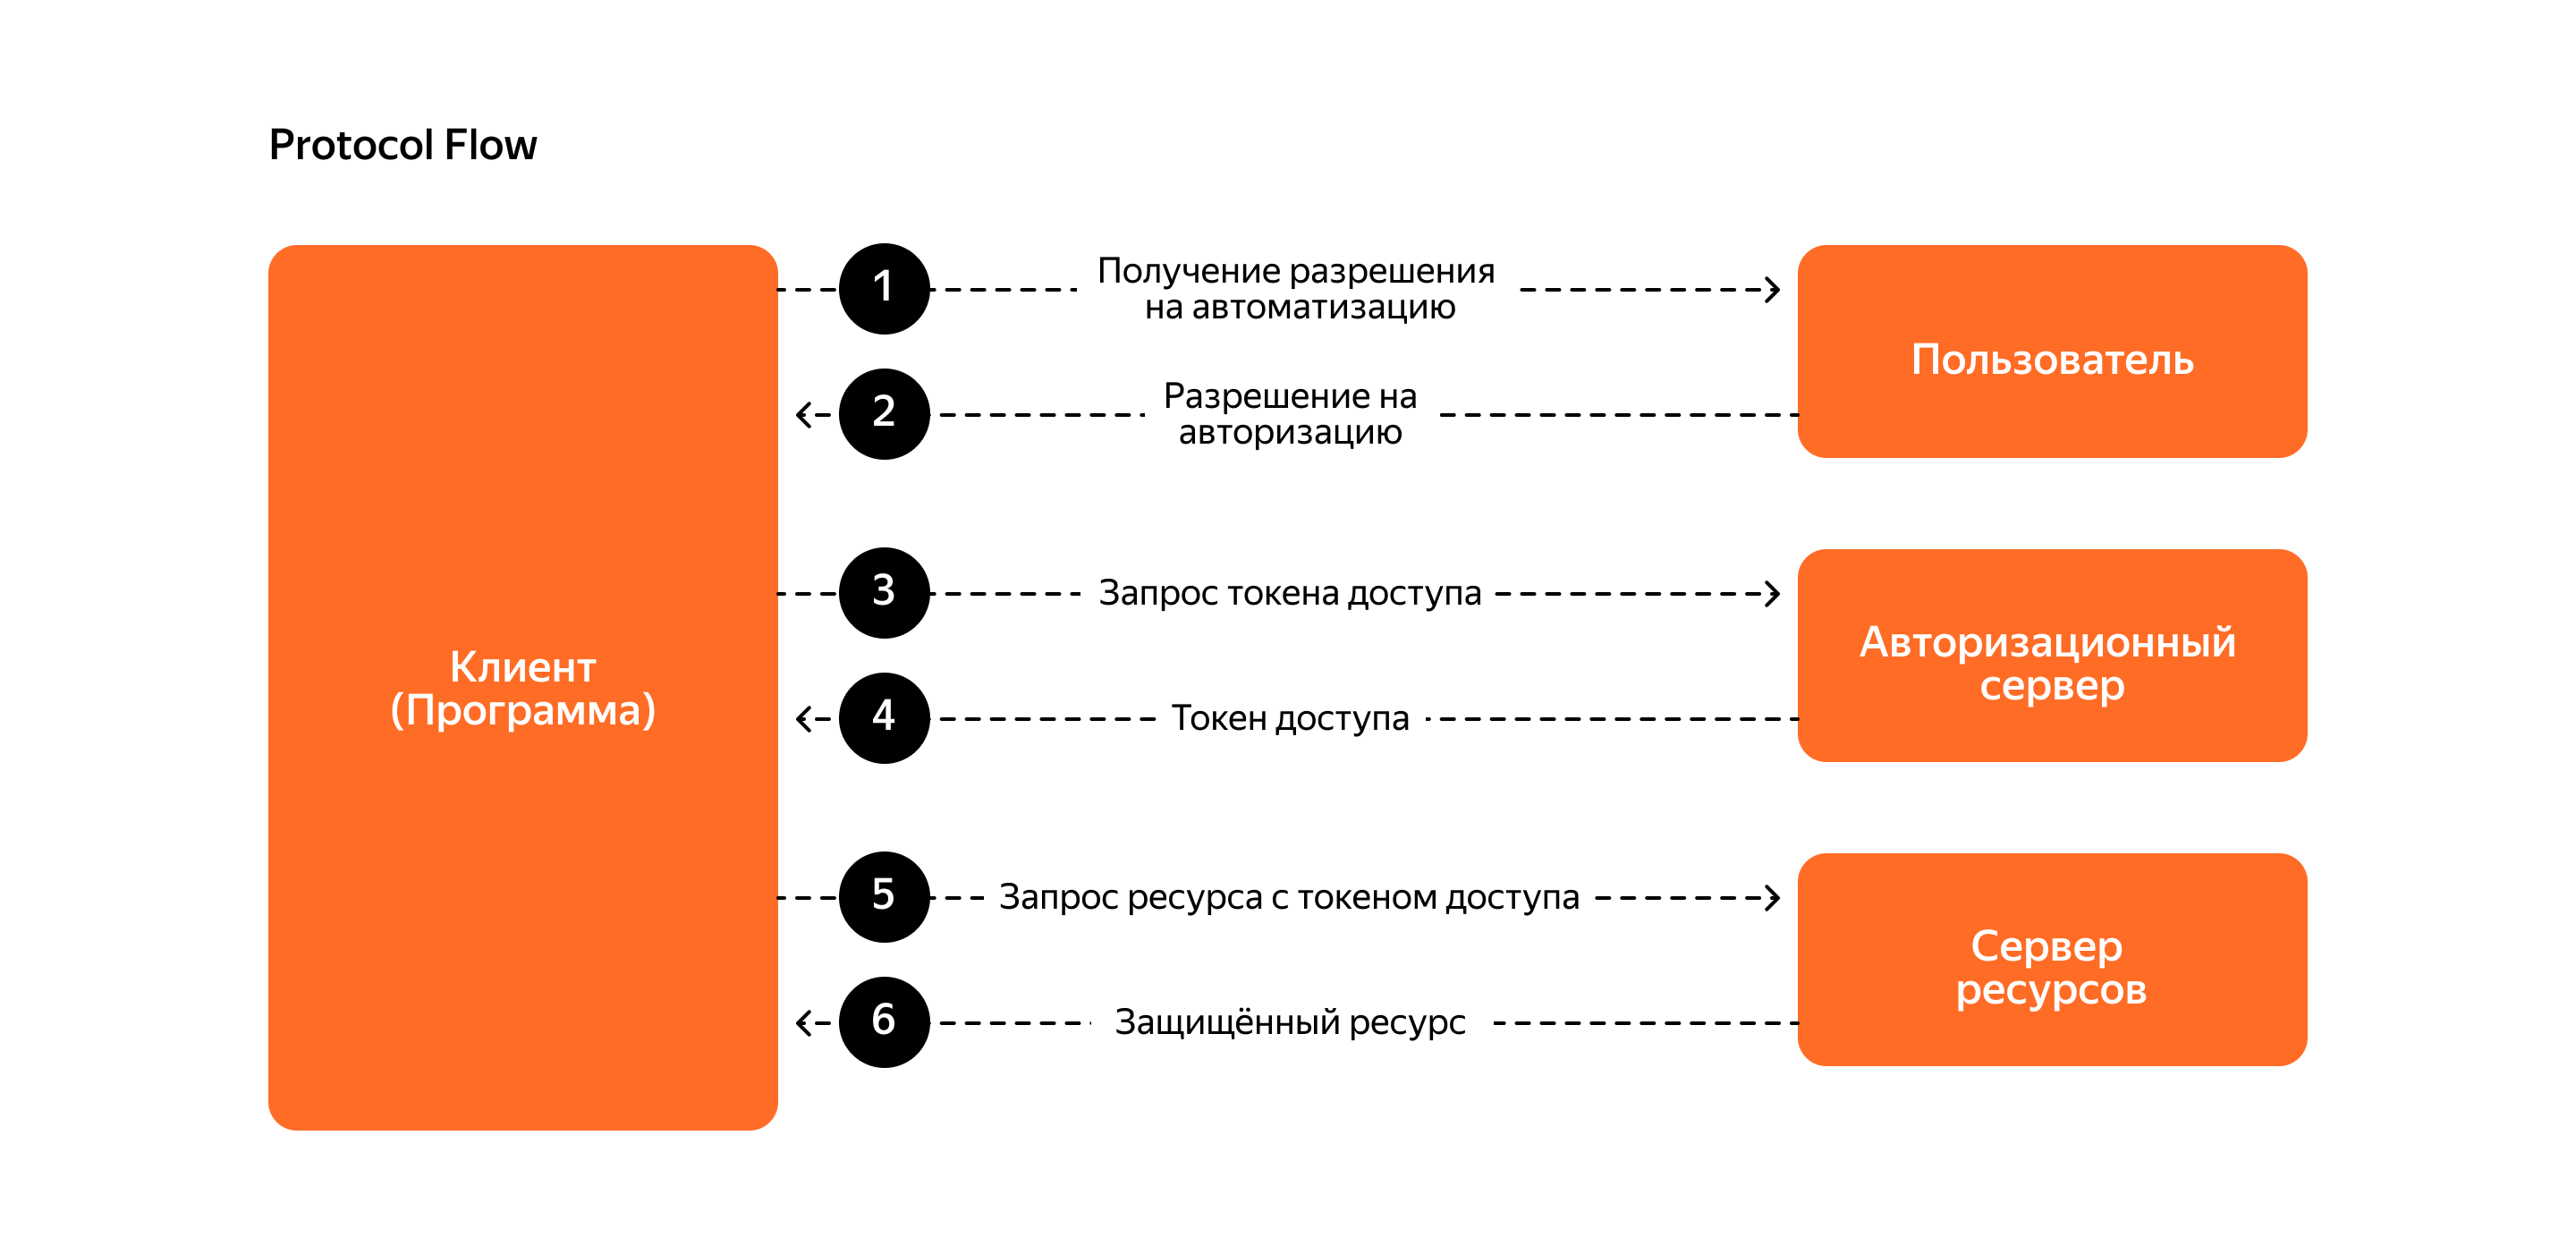 Protocol Flow
Клиент
(Программа)
1
Получение разрешения
на автоматизацию
2
Разрешение на
авторизацию
Пользователь
3
Запрос токена доступа
4
Токен доступа
Авторизационный
сервер
5
Запрос ресурса с токеном доступа
6
Защищённый ресурс
Сервер
ресурсов